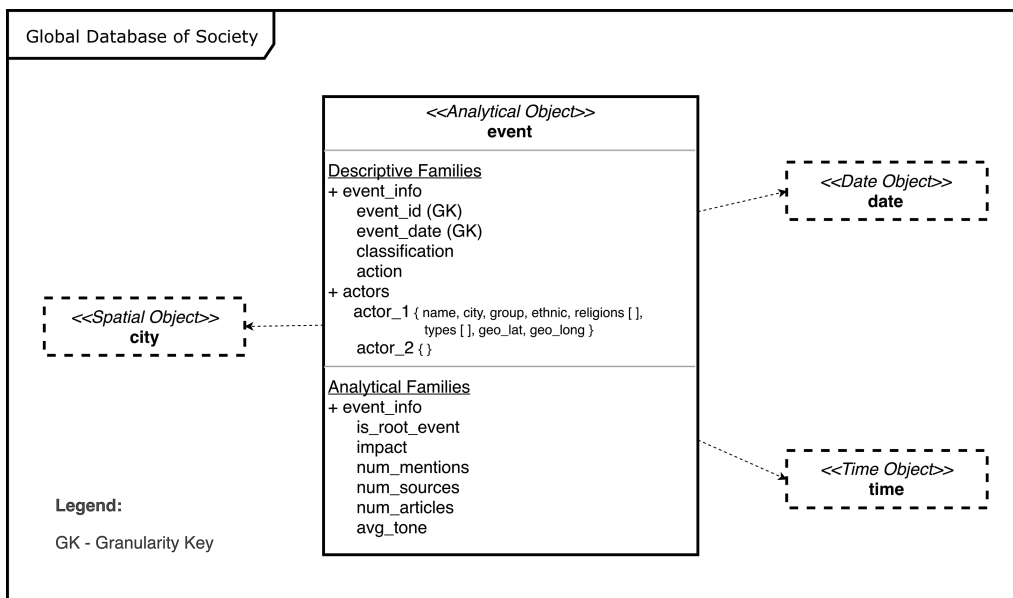 Global Database of Society
<<Analytical Object>>
event
Descriptive Families
+ event_info
event_id (GK)
event_date (GK)
classification
action
+ actors
actor_1 { name, city, group, ethnic, religions [ ],
types [ ], geo_lat, geo_long }
actor_2 { }
Analytical Families
+ event_info
is_root_event
impact
num_mentions
num_sources
num_articles
avg_tone
<<Spatial Object>>
city
<<Date Object>>
date
<<Time Object>>
time
Legend:
GK - Granularity Key